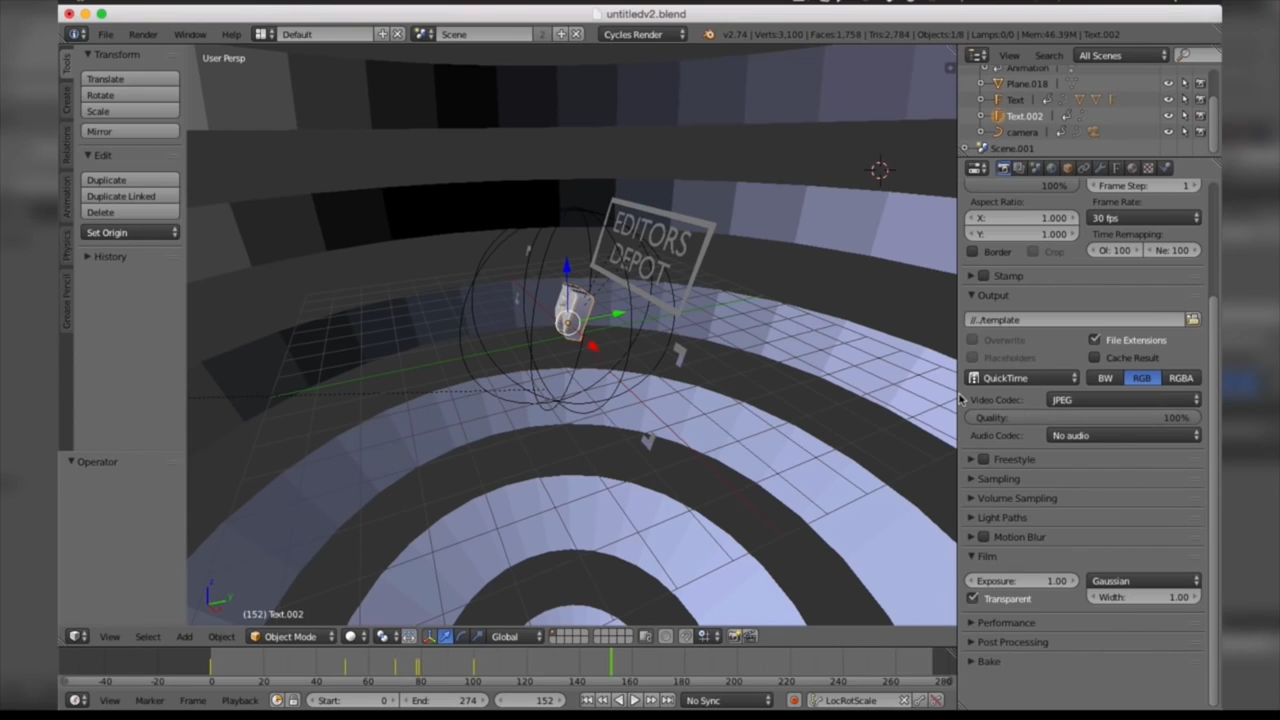 untitledv2.blend
File Render Window Help Default Scene 2 Cycles Render v2.74 | Verts:3,100 | Faces:1,758 | Tris:2,784 | Objects:1/8 | Lamps:0/0 | Mem:46.39M | Text.002
Tools
Create
Relations
Animation
Physics
Grease Pencil
Transform
Translate
Rotate
Scale
Mirror
Edit
Duplicate
Duplicate Linked
Delete
Set Origin
History
Operator
User Persp
EDITORS
DEPOT
(152) Text.002
View Select Add Object Object Mode Global
-40 -20 0 20 40 60 80 100 120 140 160 180 200 220 240 260 280
View Marker Frame Playback Start: 0 End: 274 152 No Sync LocRotScale
View Search All Scenes
Animation
Plane.018
Text
Text.002
camera
Scene.001
100% Frame Step: 1
Aspect Ratio: Frame Rate:
X: 1.000 30 fps
Y: 1.000 Time Remapping:
Border Crop Ol: 100 Ne: 100
Stamp
Output
//../template
Overwrite File Extensions
Placeholders Cache Result
QuickTime BW RGB RGBA
Video Codec: JPEG
Quality: 100%
Audio Codec: No audio
Freestyle
Sampling
Volume Sampling
Light Paths
Motion Blur
Film
Exposure: 1.00 Gaussian
Transparent Width: 1.00
Performance
Post Processing
Bake